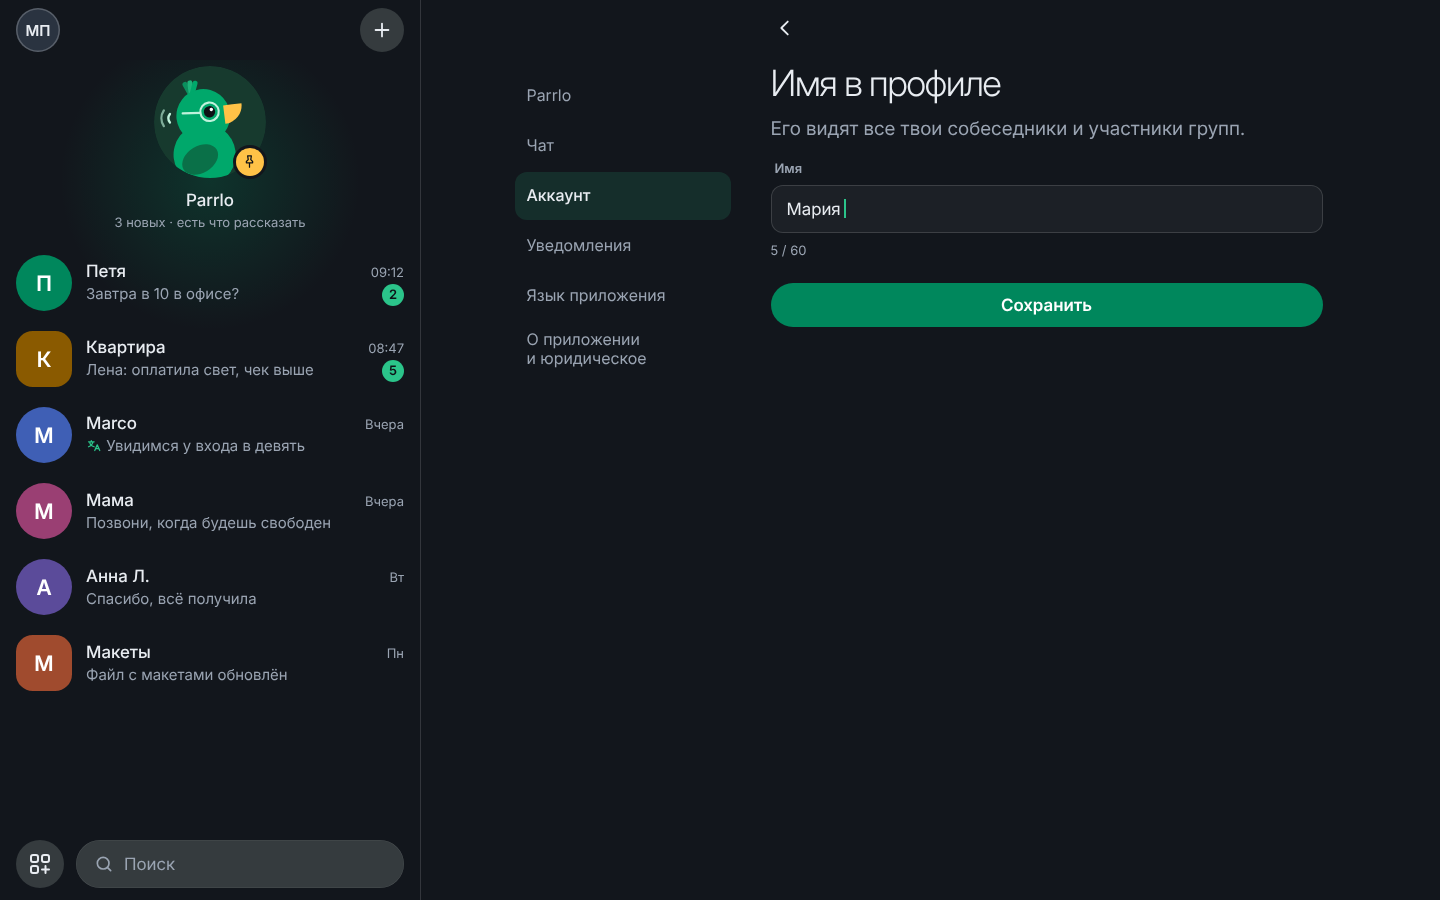 МП
Parrlo
3 новых · есть что рассказать
Петя
09:12
Завтра в 10 в офисе?
2
П
Квартира
08:47
Лена: оплатила свет, чек выше
5
К
Marco
Вчера
Увидимся у входа в девять
M
Мама
Вчера
Позвони, когда будешь свободен
М
Анна Л.
Вт
Спасибо, всё получила
А
Макеты
Пн
Файл с макетами обновлён
М
Поиск
Parrlo
Чат
Аккаунт
Уведомления
Язык приложения
О приложении
и юридическое
Имя в профиле
Его видят все твои собеседники и участники групп.
Имя
Мария
5 / 60
Сохранить